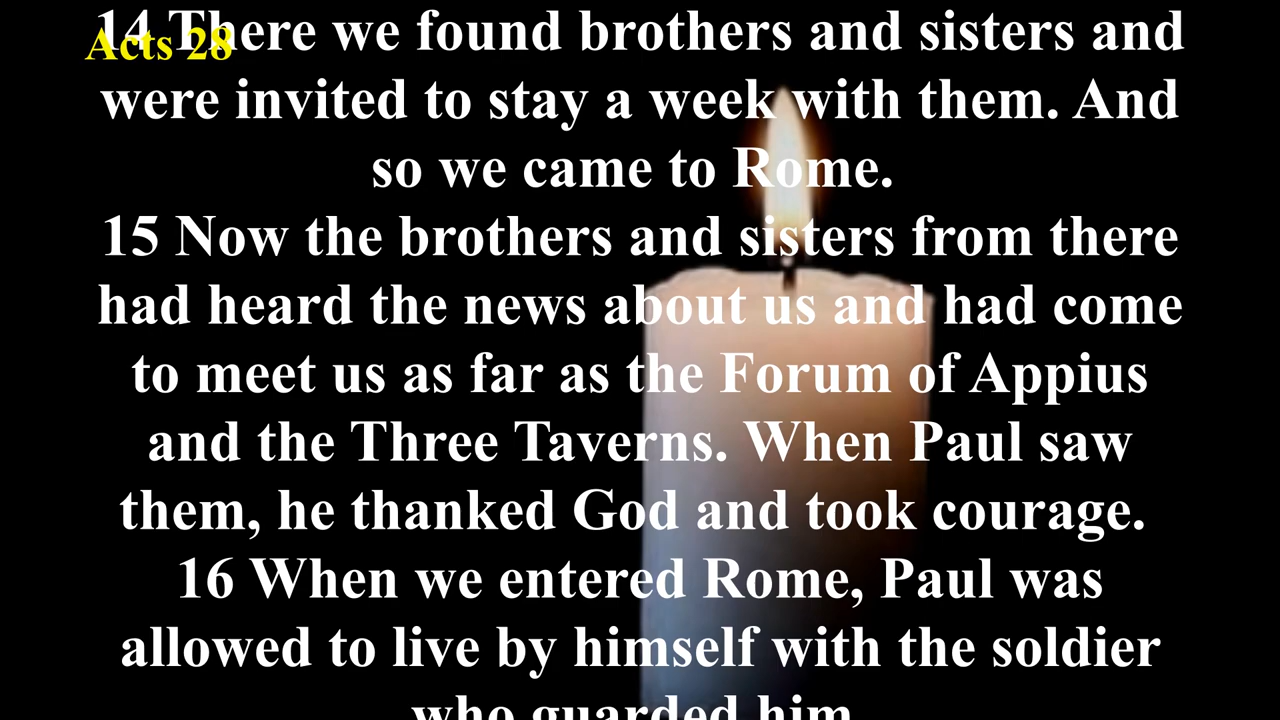 Acts 28
14 There we found brothers and sisters and
were invited to stay a week with them. And
so we came to Rome.
15 Now the brothers and sisters from there
had heard the news about us and had come
to meet us as far as the Forum of Appius
and the Three Taverns. When Paul saw
them, he thanked God and took courage.
16 When we entered Rome, Paul was
allowed to live by himself with the soldier
who guarded him